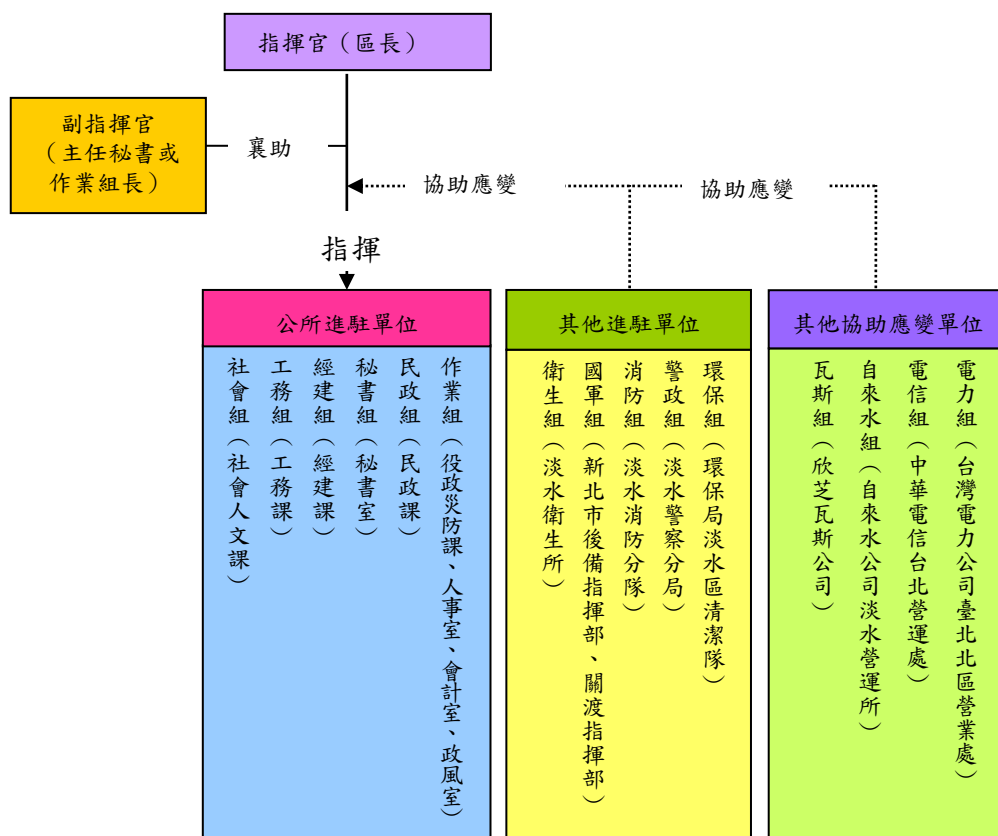 指揮官（區長）
副指揮官
（主任秘書或
作業組長）
襄助
協助應變
協助應變
指揮
公所進駐單位
作業組（役政災防課、人事室、會計室、政風室）
民政組（民政課）
秘書組（秘書室）
經建組（經建課）
工務組（工務課）
社會組（社會人文課）
其他進駐單位
環保組（環保局淡水區清潔隊）
警政組（淡水警察分局）
消防組（淡水消防分隊）
國軍組（新北市後備指揮部、關渡指揮部）
衛生組（淡水衛生所）
其他協助應變單位
電力組（台灣電力公司臺北北區營業處）
電信組（中華電信台北營運處）
自來水組（自來水公司淡水營運所）
瓦斯組（欣芝瓦斯公司）